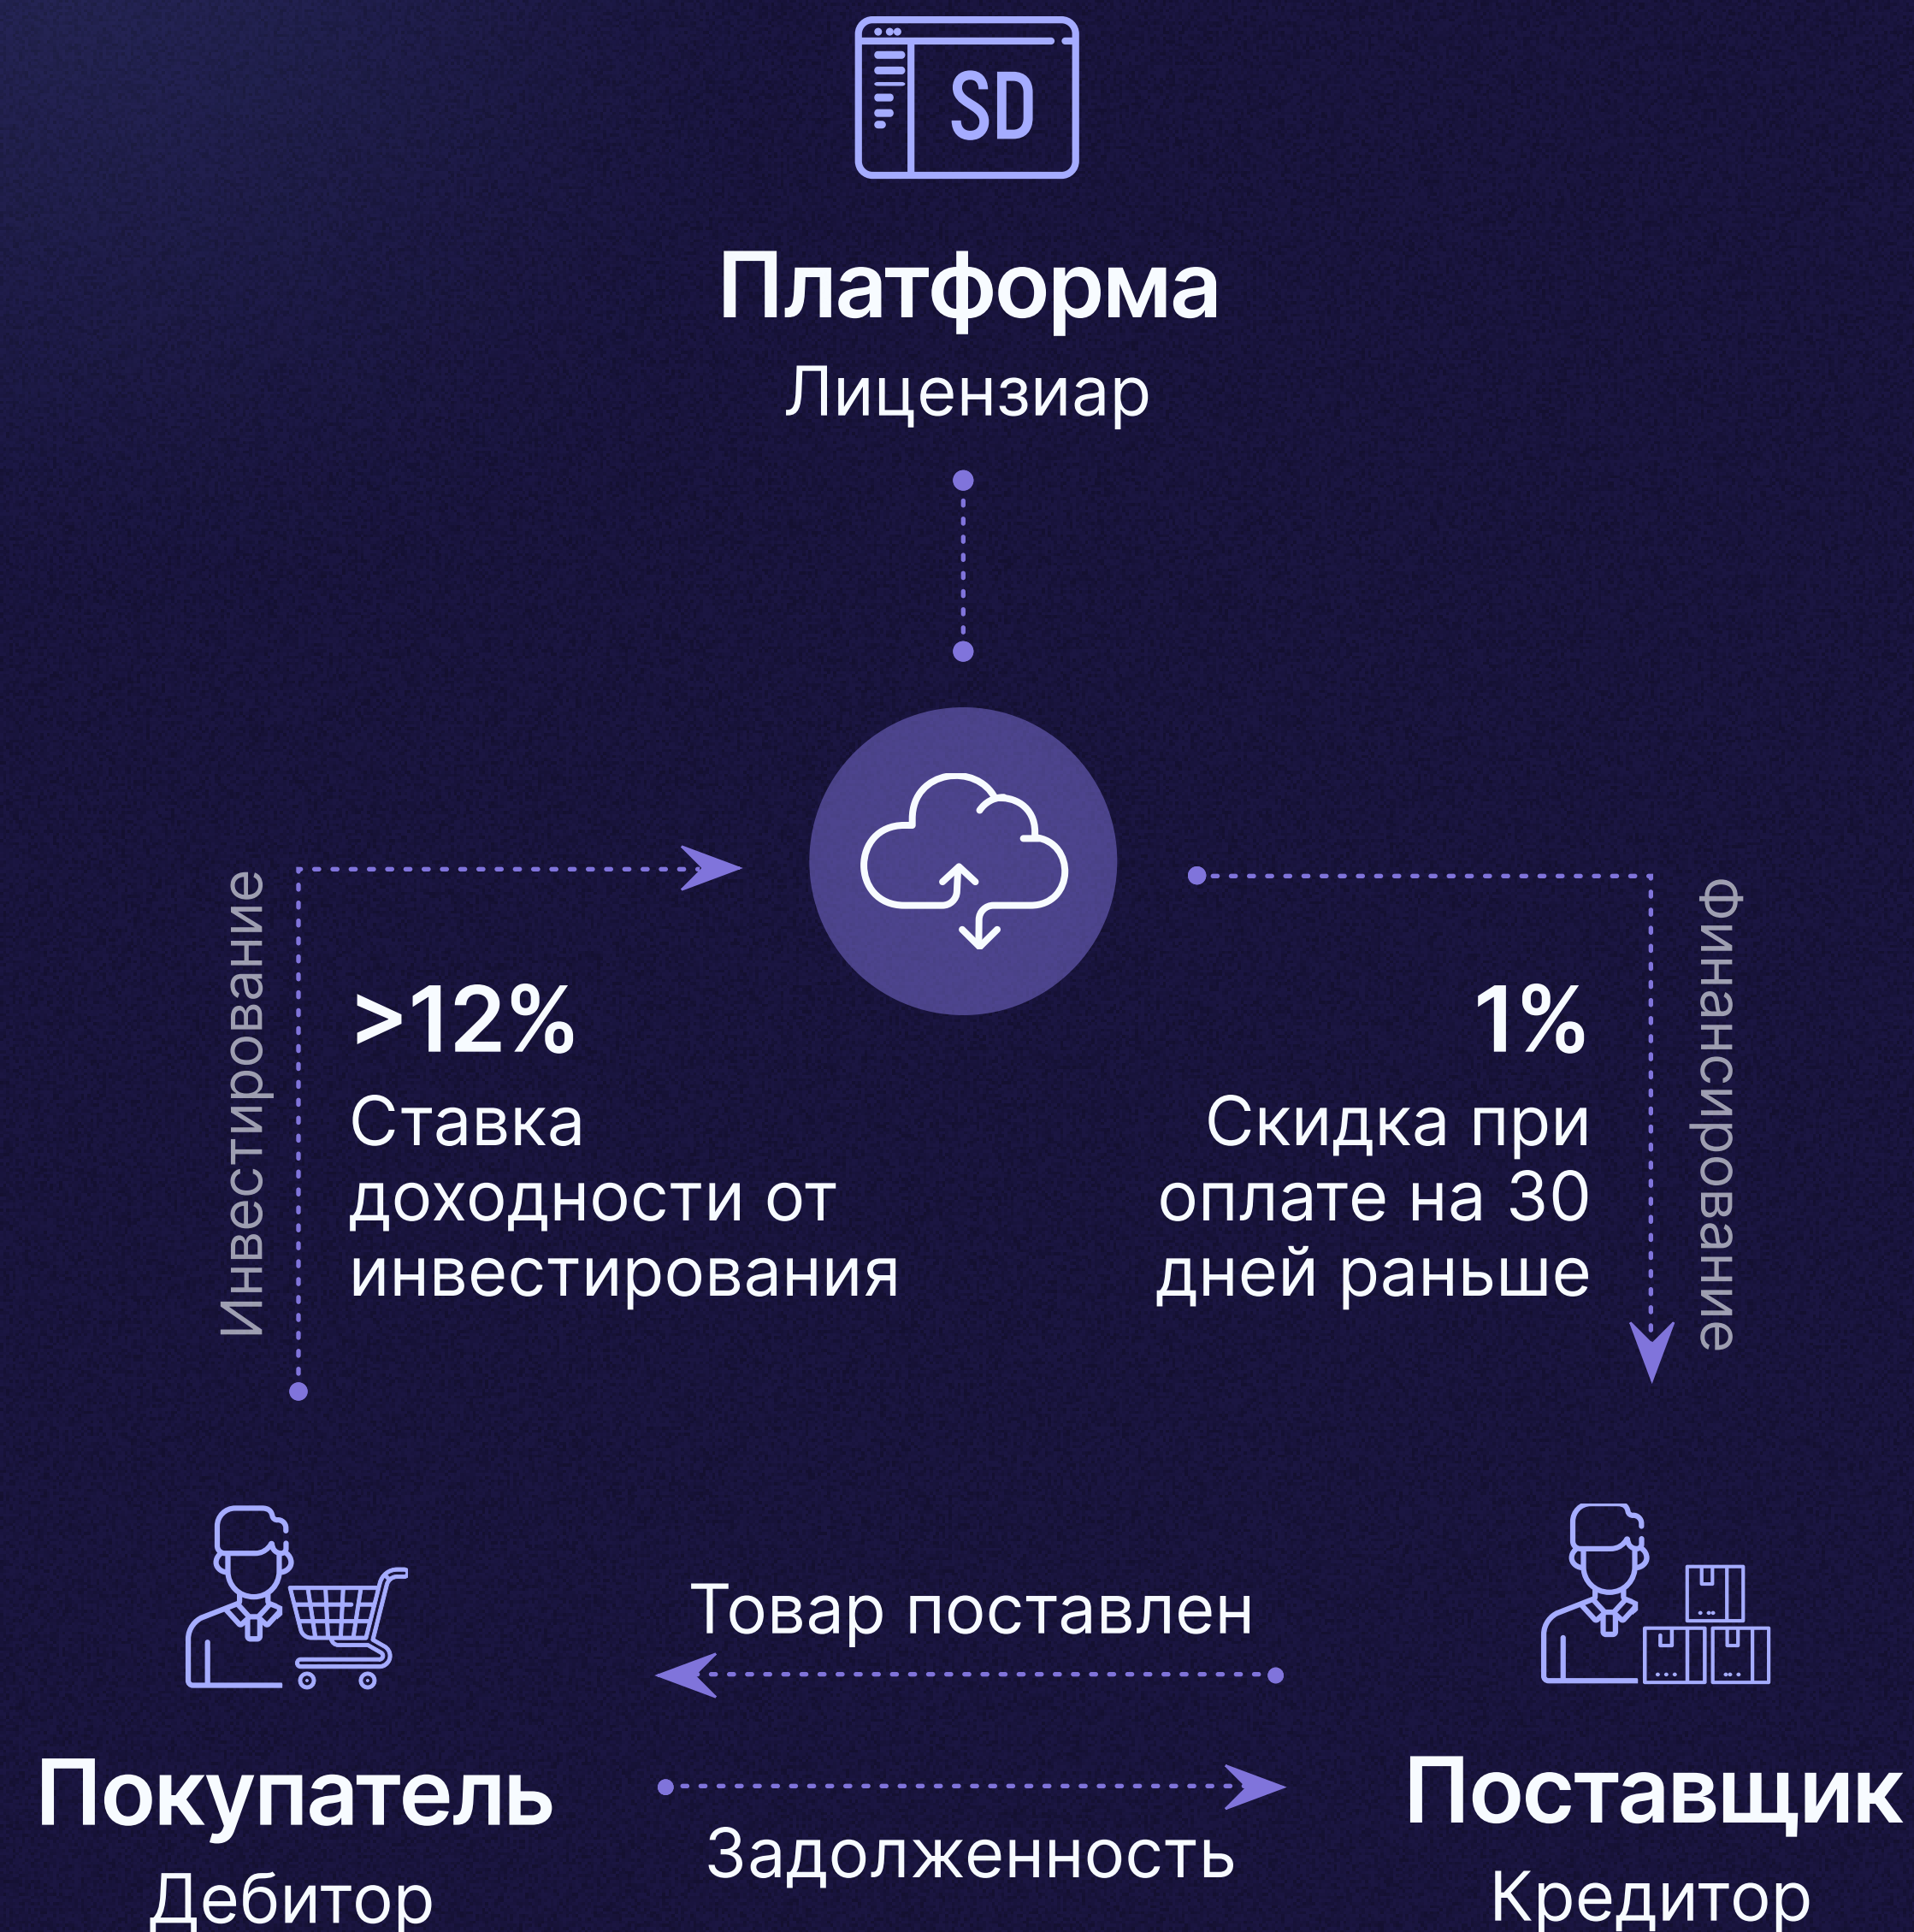 SD
Платформа
Лицензиар
Инвестирование
>12%
Ставка
доходности от
инвестирования
1%
Скидка при
оплате на 30
дней раньше
Финансирование
Товар поставлен
Задолженность
Покупатель
Дебитор
Поставщик
Кредитор